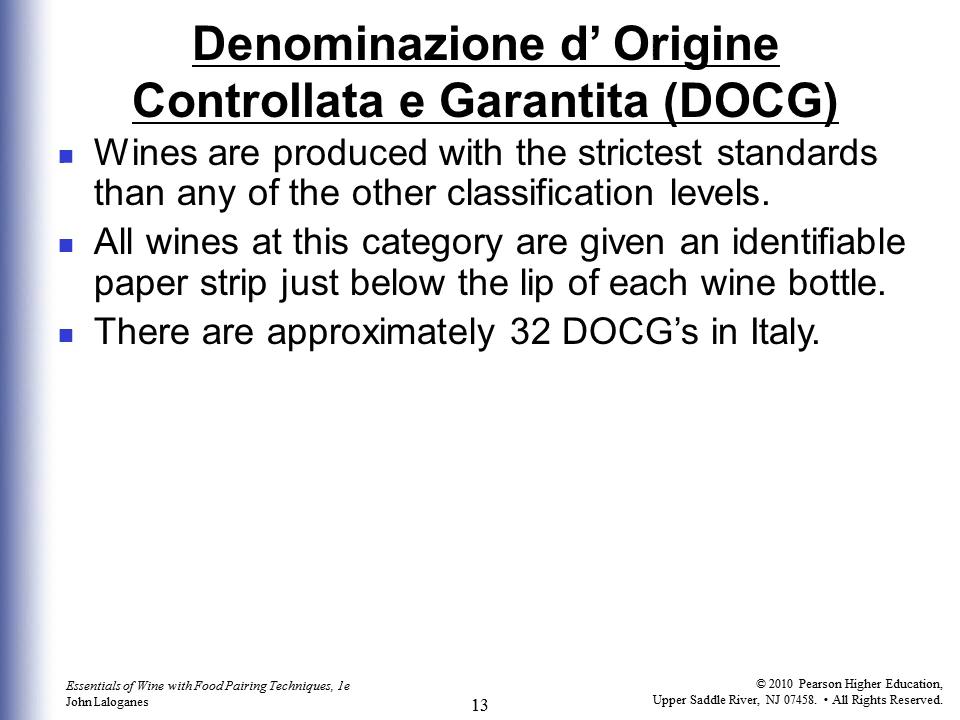 Denominazione d’ Origine
Controllata e Garantita (DOCG)
Wines are produced with the strictest standards
than any of the other classification levels.
All wines at this category are given an identifiable
paper strip just below the lip of each wine bottle.
There are approximately 32 DOCG’s in Italy.
Essentials of Wine with Food Pairing Techniques, 1e
John Laloganes
13
© 2010 Pearson Higher Education,
Upper Saddle River, NJ 07458. • All Rights Reserved.